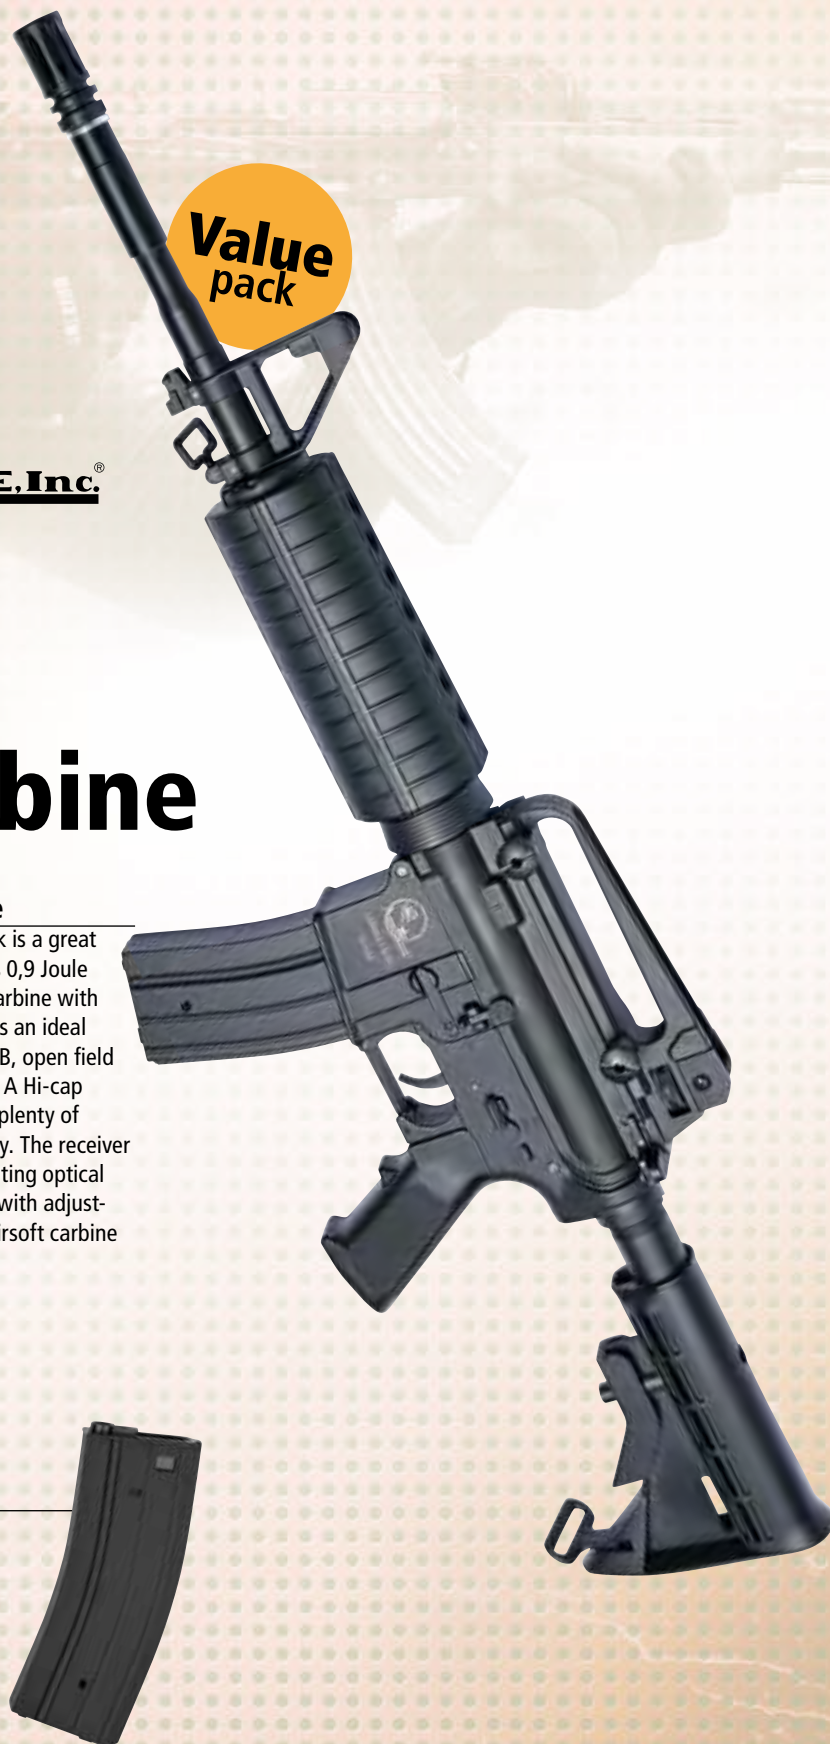 Value
pack
E,Inc.®
bine
e
k is a great
0,9 Joule
arbine with
s an ideal
B, open field
A Hi-cap
plenty of
y. The receiver
ting optical
with adjust-
irsoft carbine